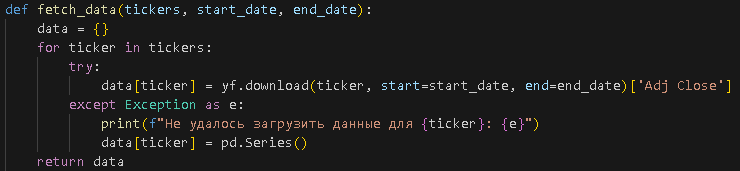 def fetch_data(tickers, start_date, end_date):
    data = {}
    for ticker in tickers:
        try:
            data[ticker] = yf.download(ticker, start=start_date, end=end_date)['Adj Close']
        except Exception as e:
            print(f"Не удалось загрузить данные для {ticker}: {e}")
            data[ticker] = pd.Series()
    return data